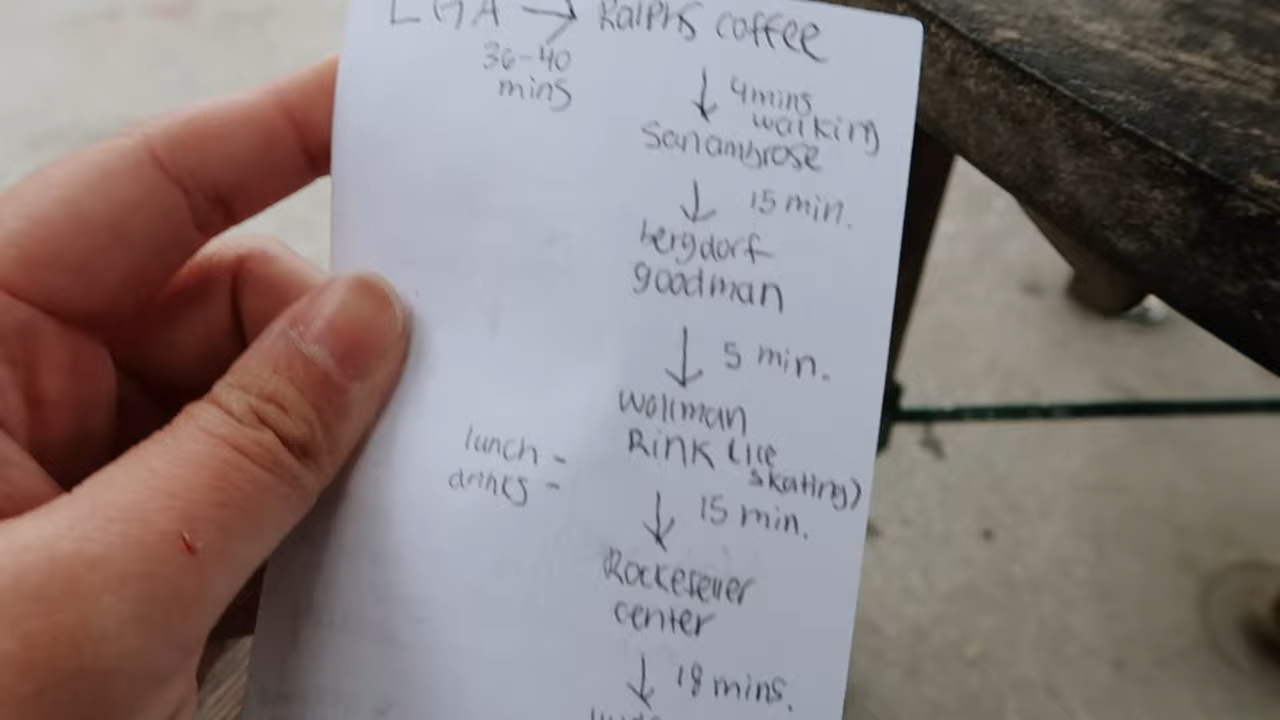 LGA → Ralphs coffee
36-40
mins
↓ 4mins
walking
Sanambrose
↓ 15 min.
bergdorf
goodman
↓ 5 min.
Wollman
Rink (ice
skating)
lunch -
drinks -
↓ 15 min.
Rockefeller
center
↓ 18 mins.